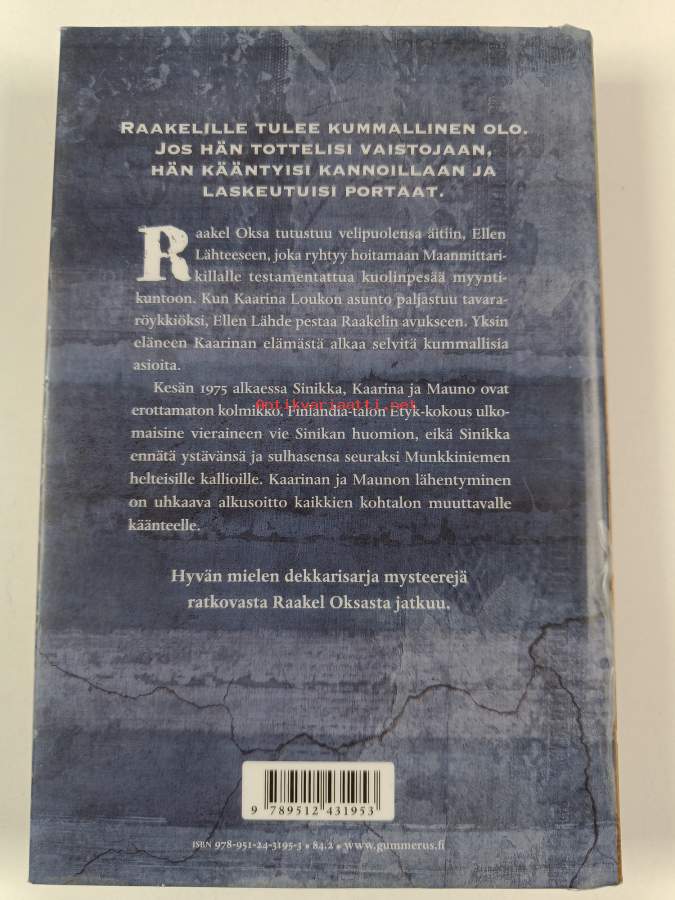 RAAKELILLE TULEE KUMMALLINEN OLO.
JOS HÄN TOTTELISI VAISTOJAAN,
HÄN KÄÄNTYISI KANNOILLAAN JA
LASKEUTUISI PORTAAT.
Raakel Oksa tutustuu velipuolensa äitiin, Ellen
Lähteeseen, joka ryhtyy hoitamaan Maanmittari-
killalle testamentattua kuolinpesää myynti-
kuntoon. Kun Kaarina Loukon asunto paljastuu tavara-
röykkiöksi, Ellen Lähde pestaa Raakelin avukseen. Yksin
eläneen Kaarinan elämästä alkaa selvitä kummallisia
asioita.
Kesän 1975 alkaessa Sinikka, Kaarina ja Mauno ovat
erottamaton kolmikko. Finlandia-talon Etyk-kokous ulko-
Antikvariaatti.net
maisine vieraineen vie Sinikan huomion, eikä Sinikka
ennätä ystävänsä ja sulhasensa seuraksi Munkkiniemen
helteisille kallioille. Kaarinan ja Maunon lähentyminen
on uhkaava alkusoitto kaikkien kohtalon muuttavalle
käänteelle.
Hyvän mielen dekkarisarja mysteerejä
ratkovasta Raakel Oksasta jatkuu.
9 789512 431953
ISBN 978-951-24-3195-3 • 84.2 • www.gummerus.fi